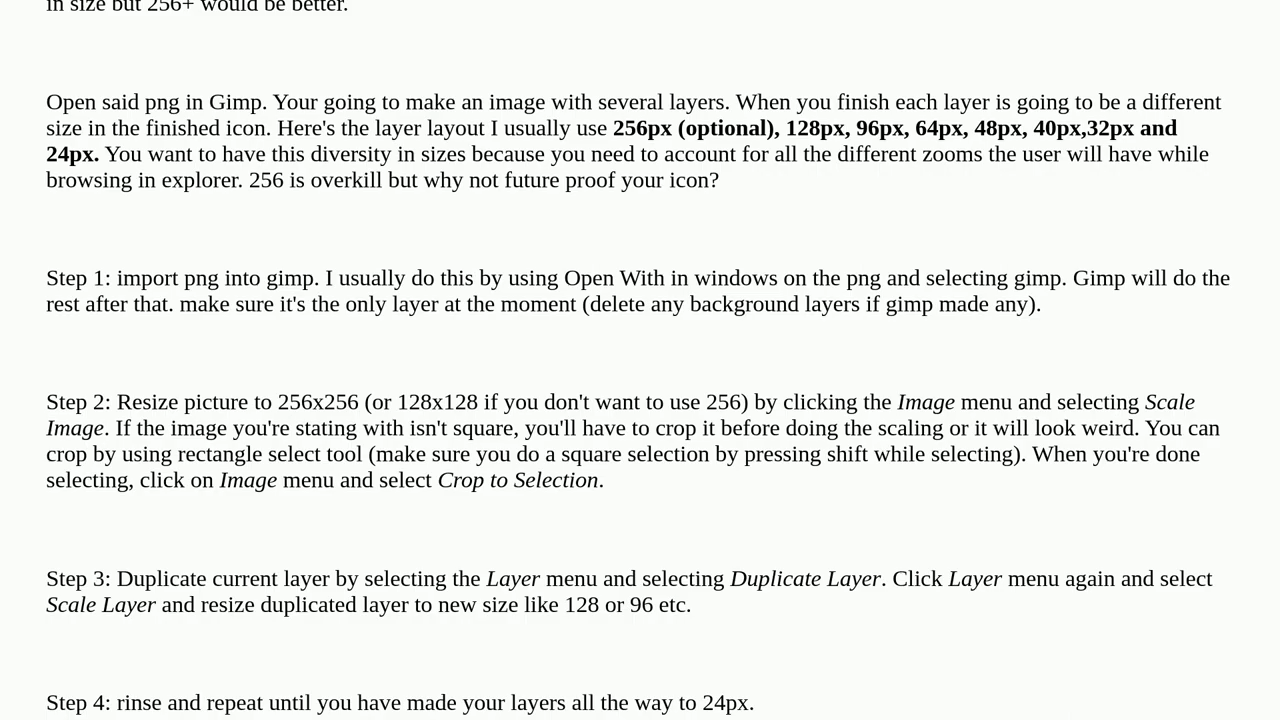 in size but 256+ would be better.
Open said png in Gimp. Your going to make an image with several layers. When you finish each layer is going to be a different
size in the finished icon. Here's the layer layout I usually use 256px (optional), 128px, 96px, 64px, 48px, 40px,32px and
24px. You want to have this diversity in sizes because you need to account for all the different zooms the user will have while
browsing in explorer. 256 is overkill but why not future proof your icon?
Step 1: import png into gimp. I usually do this by using Open With in windows on the png and selecting gimp. Gimp will do the
rest after that. make sure it's the only layer at the moment (delete any background layers if gimp made any).
Step 2: Resize picture to 256x256 (or 128x128 if you don't want to use 256) by clicking the Image menu and selecting Scale
Image. If the image you're stating with isn't square, you'll have to crop it before doing the scaling or it will look weird. You can
crop by using rectangle select tool (make sure you do a square selection by pressing shift while selecting). When you're done
selecting, click on Image menu and select Crop to Selection.
Step 3: Duplicate current layer by selecting the Layer menu and selecting Duplicate Layer. Click Layer menu again and select
Scale Layer and resize duplicated layer to new size like 128 or 96 etc.
Step 4: rinse and repeat until you have made your layers all the way to 24px.